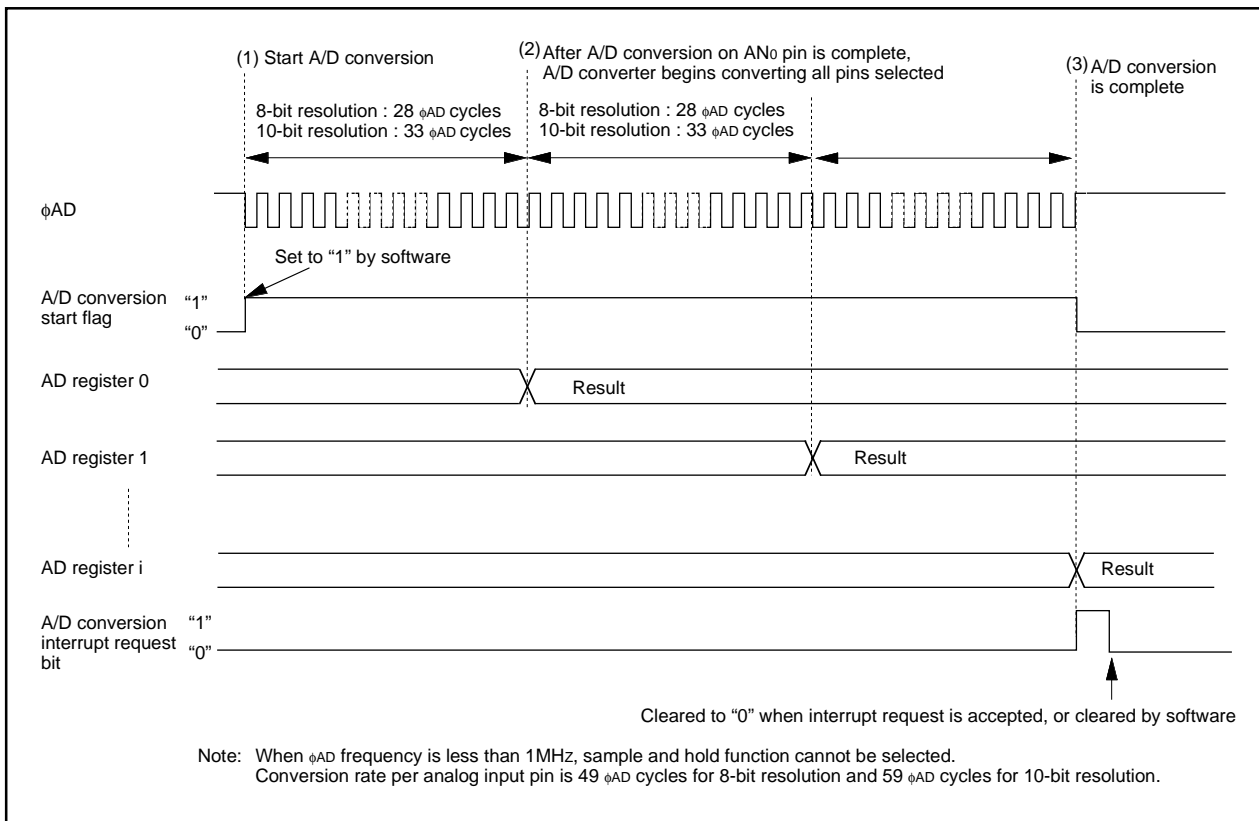 (1) Start A/D conversion
(2) After A/D conversion on AN0 pin is complete,
A/D converter begins converting all pins selected
(3) A/D conversion
is complete
8-bit resolution : 28 φAD cycles
10-bit resolution : 33 φAD cycles
8-bit resolution : 28 φAD cycles
10-bit resolution : 33 φAD cycles
φAD
Set to “1” by software
A/D conversion
start flag
“1”
“0”
AD register 0
Result
AD register 1
Result
AD register i
Result
A/D conversion
interrupt request
bit
“1”
“0”
Cleared to “0” when interrupt request is accepted, or cleared by software
Note: When φAD frequency is less than 1MHz, sample and hold function cannot be selected.
Conversion rate per analog input pin is 49 φAD cycles for 8-bit resolution and 59 φAD cycles for 10-bit resolution.